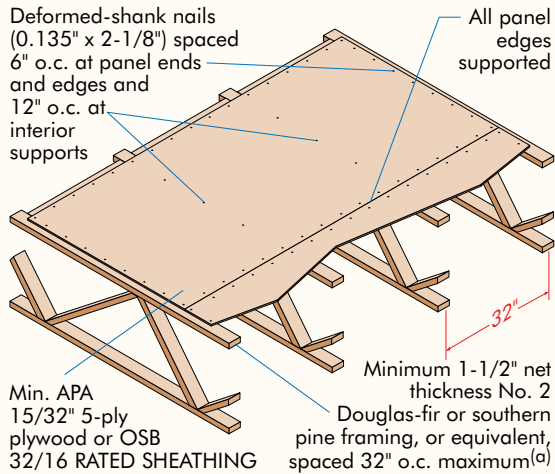 Deformed-shank nails
(0.135" x 2-1/8") spaced
6" o.c. at panel ends
and edges and
12" o.c. at
interior
supports
All panel
edges
supported
32"
Min. APA
15/32" 5-ply
plywood or OSB
32/16 RATED SHEATHING
Minimum 1-1/2" net
thickness No. 2
Douglas-fir or southern
pine framing, or equivalent,
spaced 32" o.c. maximum(a)